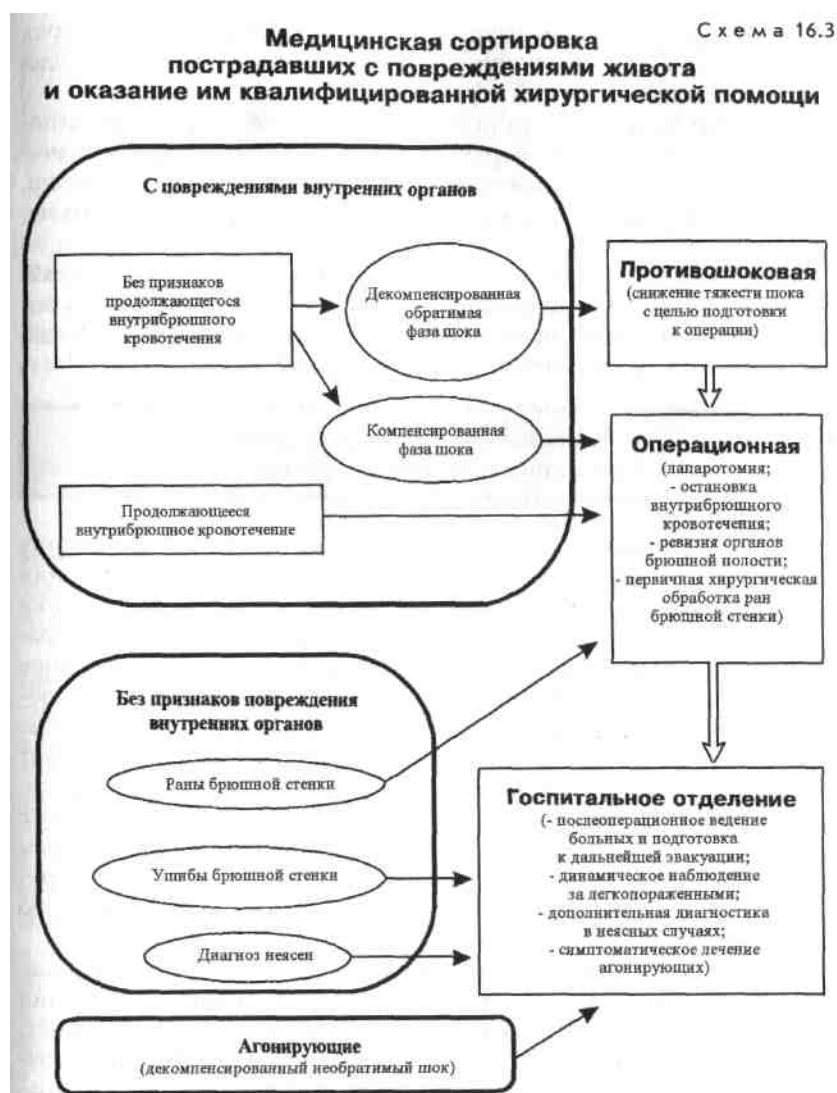 Схема 16.3
Медицинская сортировка
пострадавших с повреждениями живота
и оказание им квалифицированной хирургической помощи
С повреждениями внутренних органов
Без признаков
продолжающегося
внутрибрюшного
кровотечения
Декомпенсированная
обратимая
фаза шока
Противошоковая
(снижение тяжести шока
с целью подготовки
к операции)
Компенсированная
фаза шока
Продолжающееся
внутрибрюшное кровотечение
Операционная
(лапаротомия;
- остановка
внутрибрюшного
кровотечения;
- ревизия органов
брюшной полости;
- первичная хирургическая
обработка ран
брюшной стенки)
Без признаков повреждения
внутренних органов
Раны брюшной стенки
Ушибы брюшной стенки
Диагноз неясен
Госпитальное отделение
(- послеоперационное ведение
больных и подготовка
к дальнейшей эвакуации;
- динамическое наблюдение
за легкопораженными;
- дополнительная диагностика
в неясных случаях;
- симптоматическое лечение
агонирующих)
Агонирующие
(декомпенсированный необратимый шок)